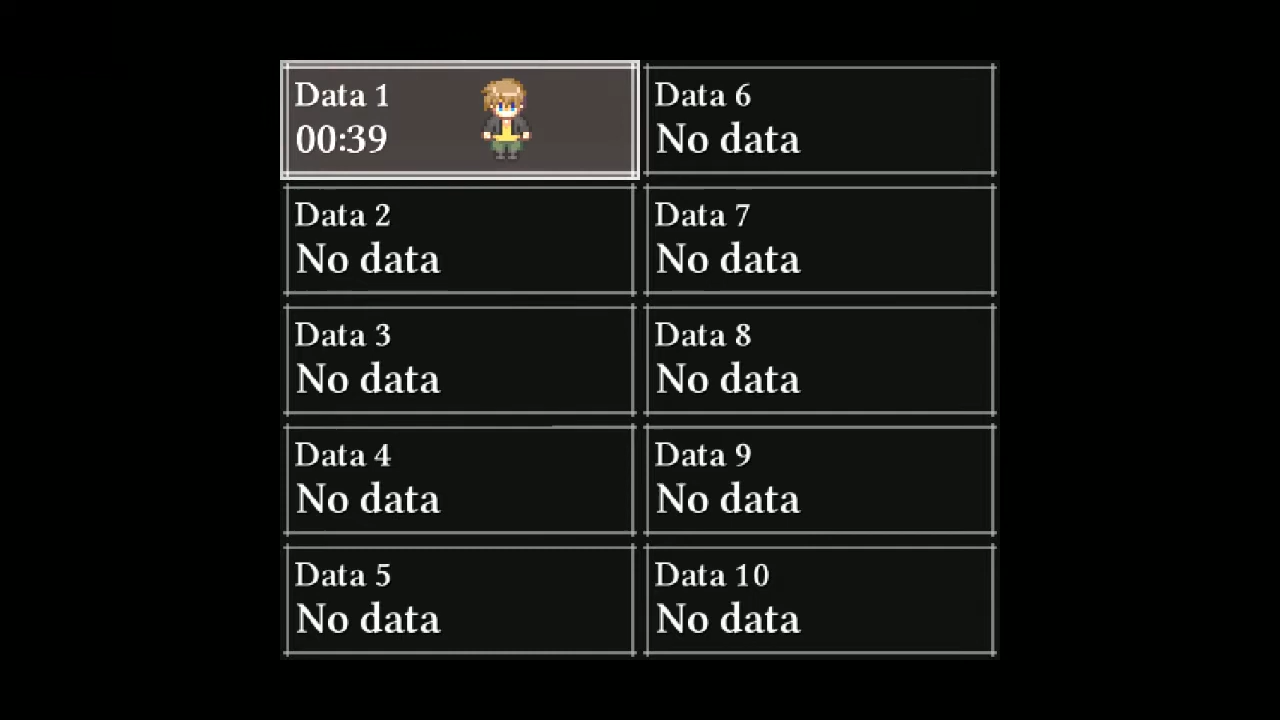 Data 1
00:39
Data 2
No data
Data 3
No data
Data 4
No data
Data 5
No data
Data 6
No data
Data 7
No data
Data 8
No data
Data 9
No data
Data 10
No data